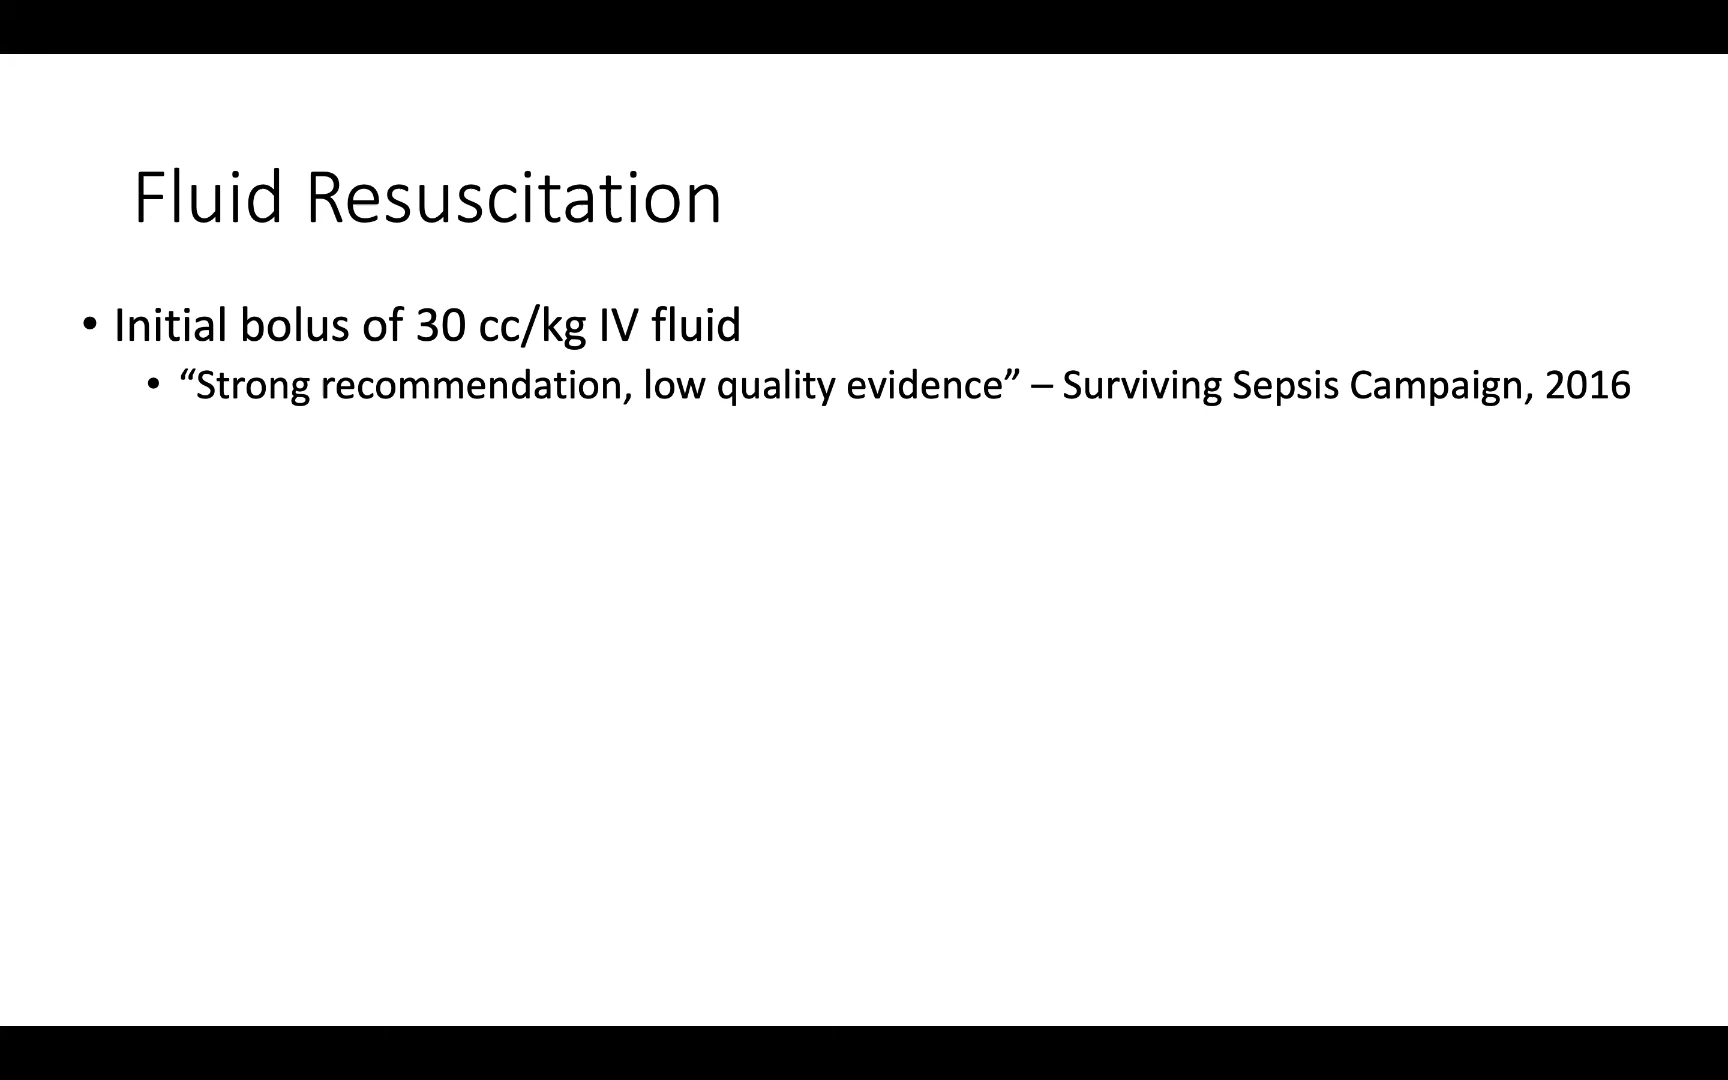 Fluid Resuscitation
• Initial bolus of 30 cc/kg IV fluid
• “Strong recommendation, low quality evidence” – Surviving Sepsis Campaign, 2016